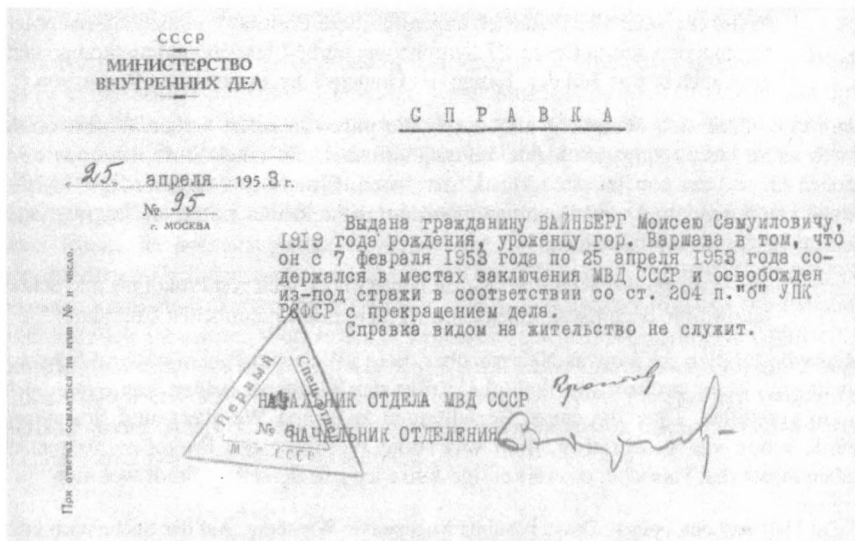 СССР
МИНИСТЕРСТВО
ВНУТРЕННИХ ДЕЛ
СПРАВКА
"25" апреля 1953 г.
№ 95
г. МОСКВА
Выдана гражданину ВАЙНБЕРГ Моисею Самуиловичу,
1919 года рождения, уроженцу гор. Варшава в том, что
он с 7 февраля 1953 года по 25 апреля 1953 года со-
держался в местах заключения МВД СССР и освобожден
из-под стражи в соответствии со ст. 204 п."б" УПК
РСФСР с прекращением дела.
Справка видом на жительство не служит.
НАЧАЛЬНИК ОТДЕЛА МВД СССР
НАЧАЛЬНИК ОТДЕЛЕНИЯ
Первый
спецотдел
№ 6
М СССР
При ответах ссылаться на № и число.